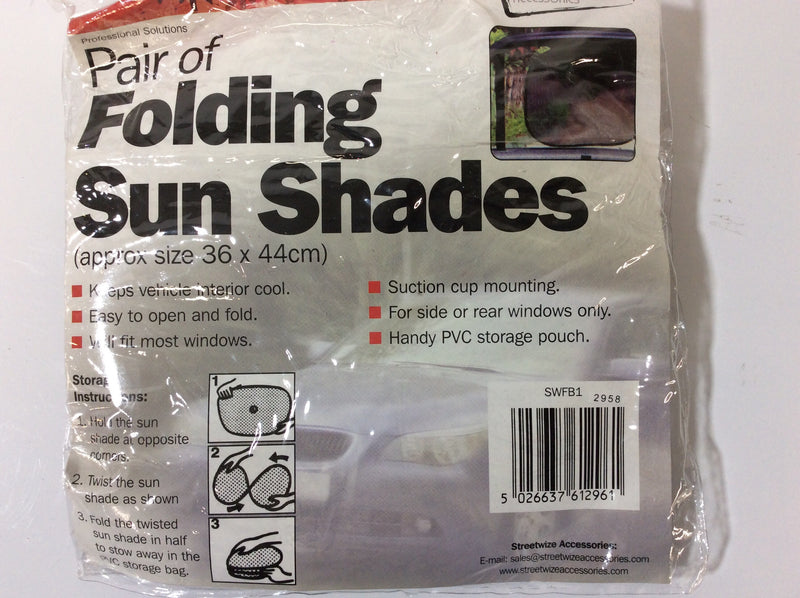 Accessories
Professional Solutions
Pair of
Folding
Sun Shades
(approx size 36 x 44cm)
Keeps vehicle interior cool.
Easy to open and fold.
Will fit most windows.
Suction cup mounting.
For side or rear windows only.
Handy PVC storage pouch.
Storage
Instructions:
1. Hold the sun
shade at opposite
corners.
2. Twist the sun
shade as shown
3. Fold the twisted
sun shade in half
to stow away in the
PVC storage bag.
1
2
3
SWFB1
2958
5 026637 612961
Streetwize Accessories:
E-mail: sales@streetwizeaccessories.com
www.streetwizeaccessories.com